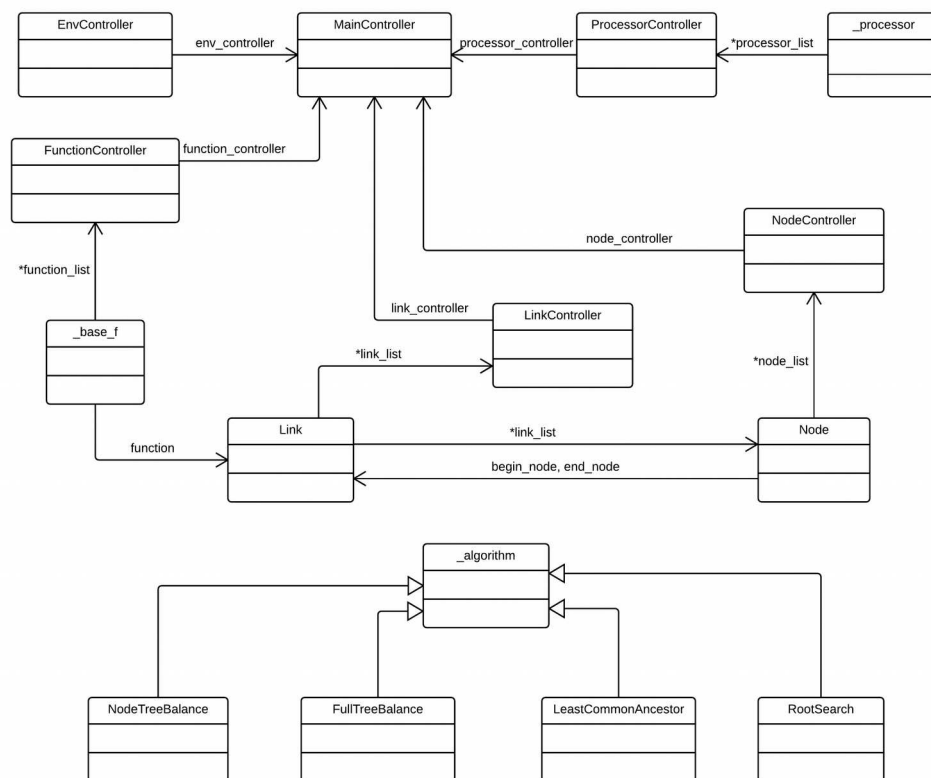 EnvController
env_controller
MainController
processor_controller
ProcessorController
*processor_list
_processor
FunctionController
function_controller
NodeController
node_controller
*function_list
link_controller
LinkController
_base_f
*link_list
*node_list
function
Link
*link_list
Node
begin_node, end_node
_algorithm
NodeTreeBalance
FullTreeBalance
LeastCommonAncestor
RootSearch